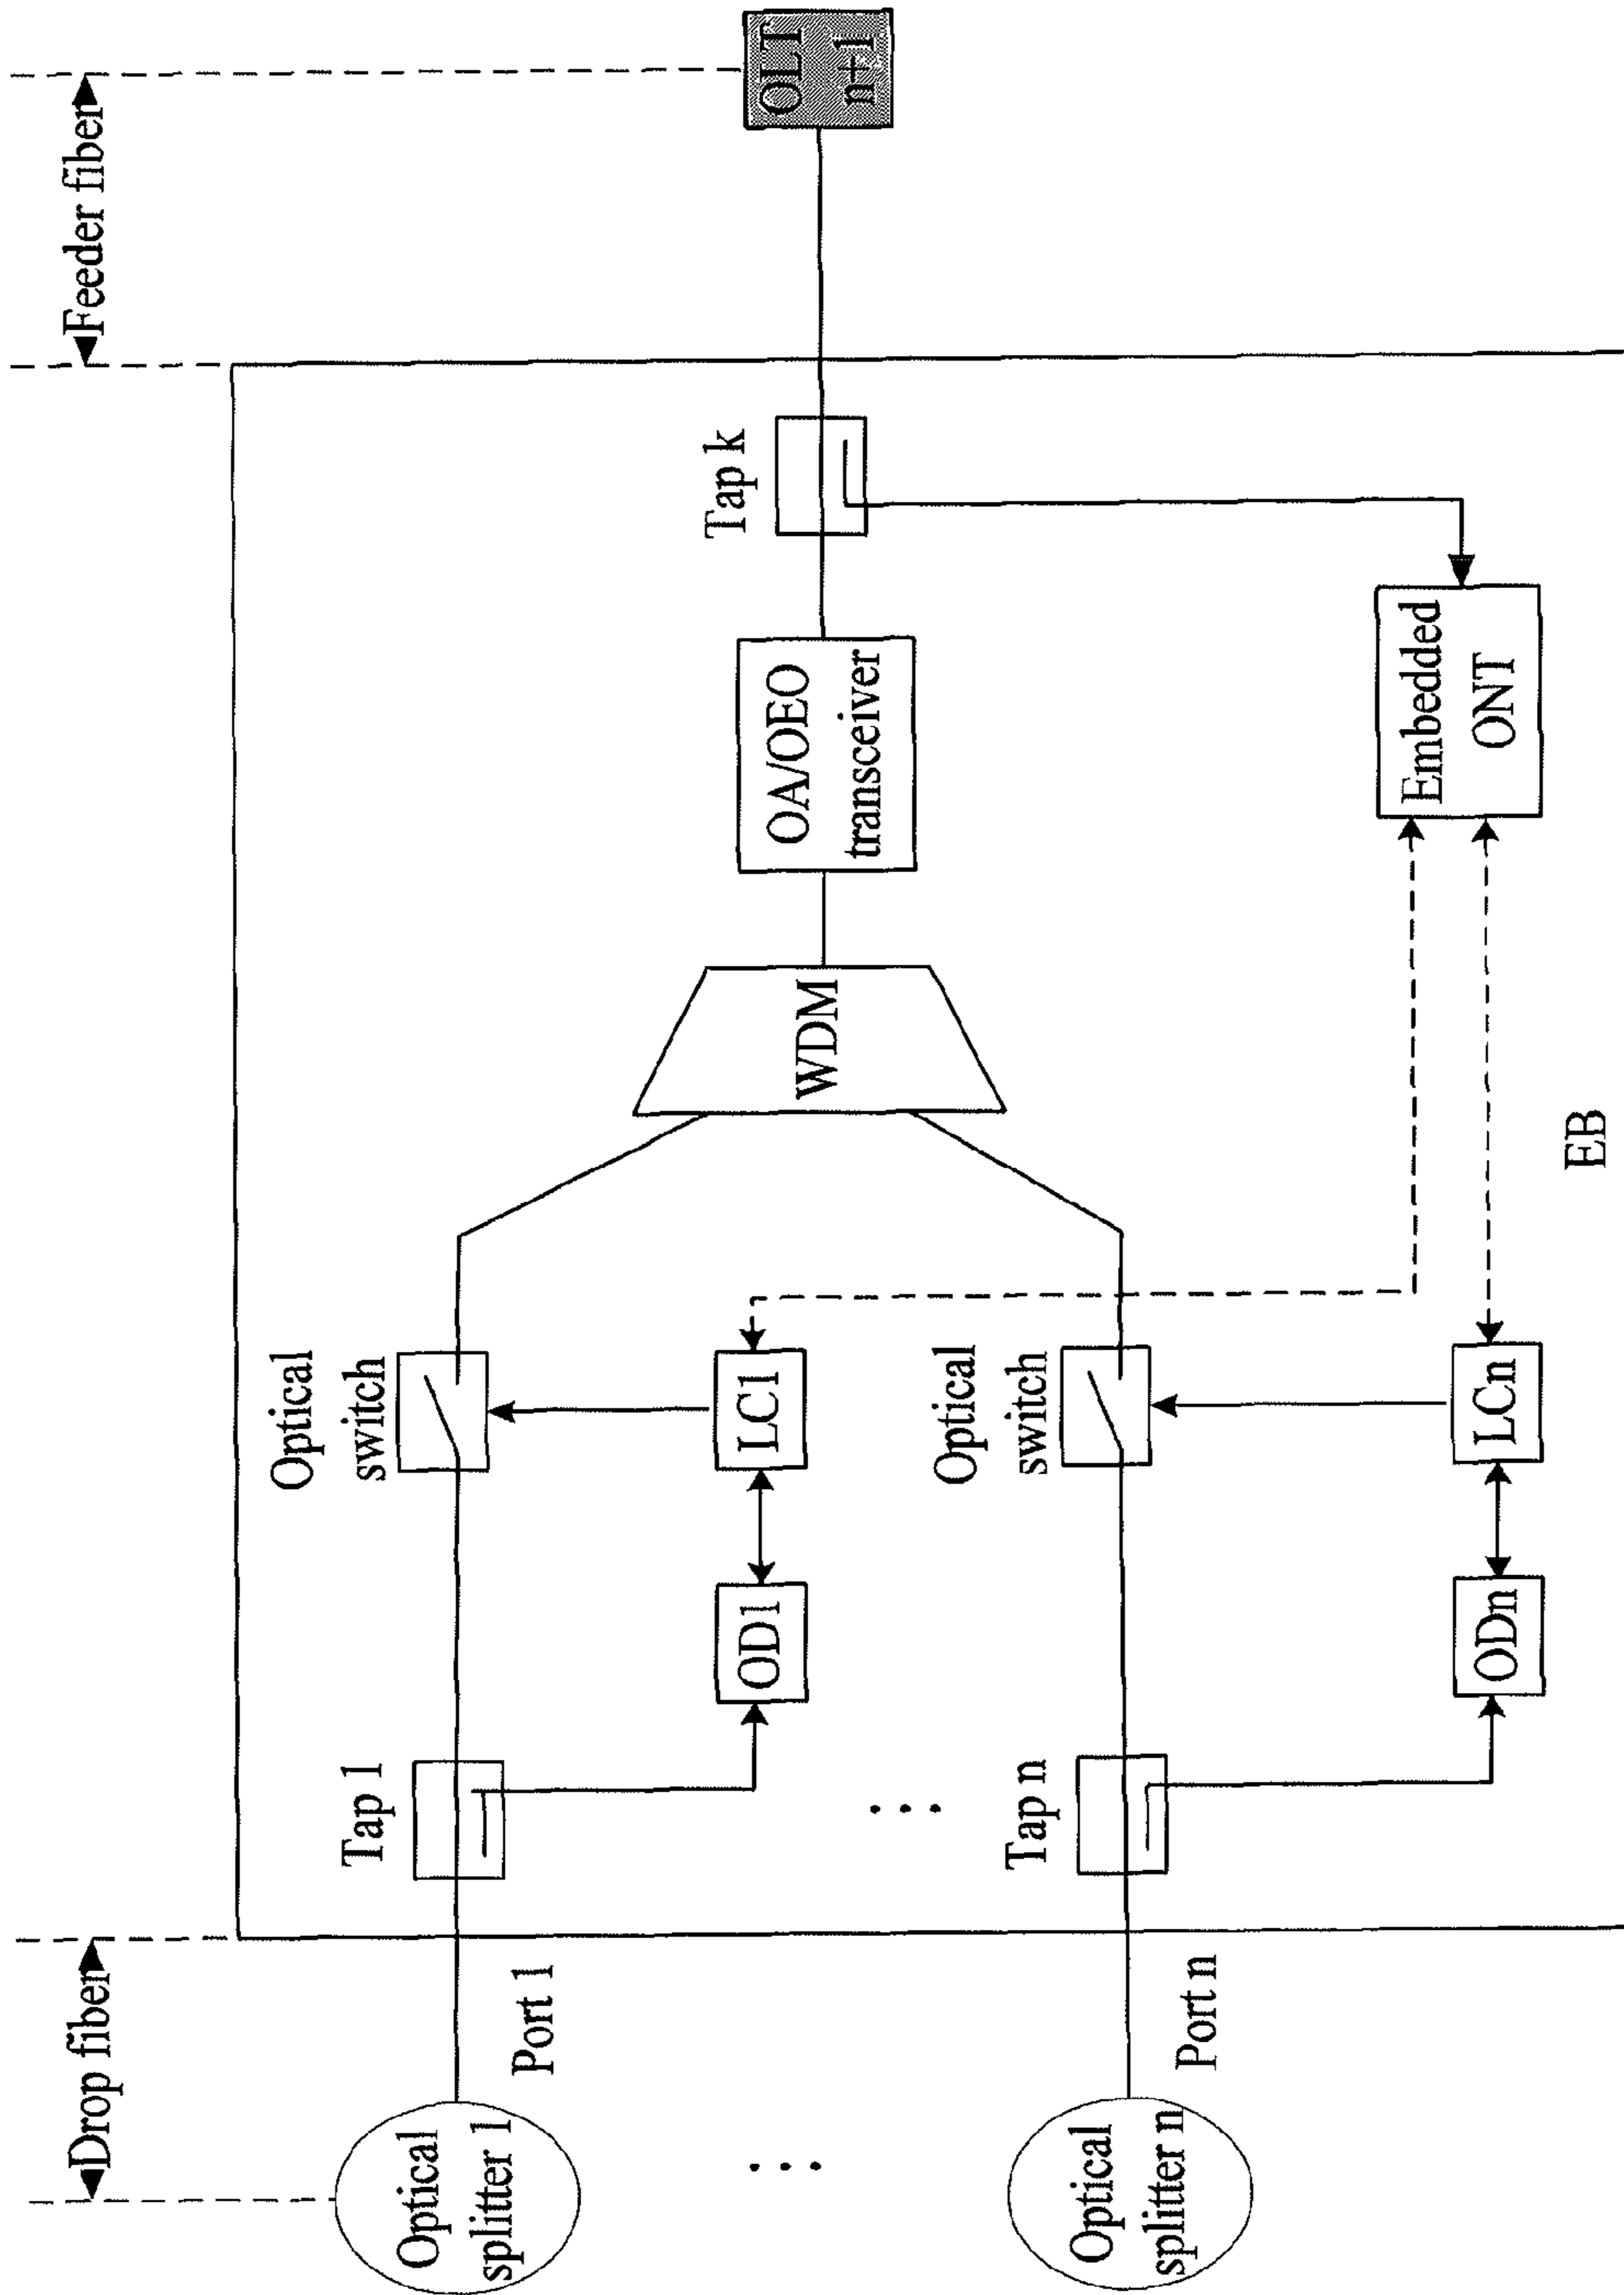 Drop fiber
Feeder fiber
Optical
splitter 1
Port 1
Tap 1
Optical
switch
OD1
LC1
WDM
OA/OEO
transceiver
Tap k
OLT
n+1
Optical
splitter n
Port n
Tap n
Optical
switch
ODn
LCn
Embedded
ONT
EB